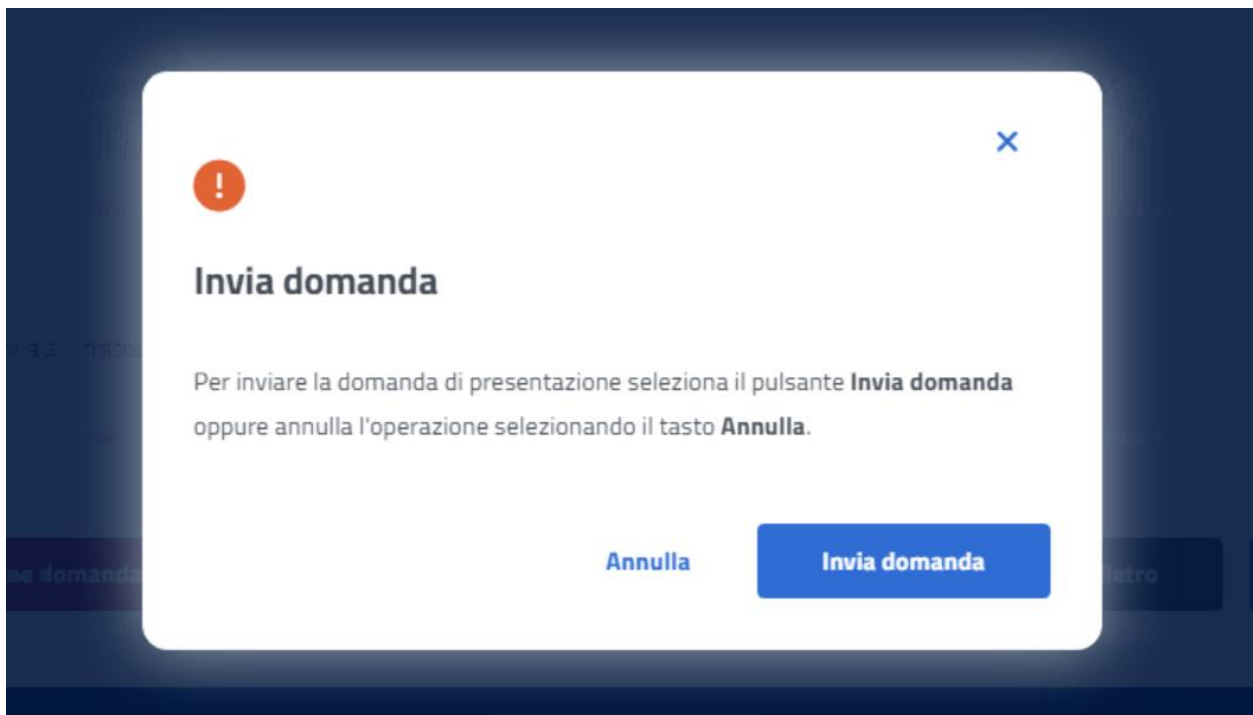 !
Invia domanda
Per inviare la domanda di presentazione seleziona il pulsante Invia domanda
oppure annulla l'operazione selezionando il tasto Annulla.
Annulla
Invia domanda
domanda